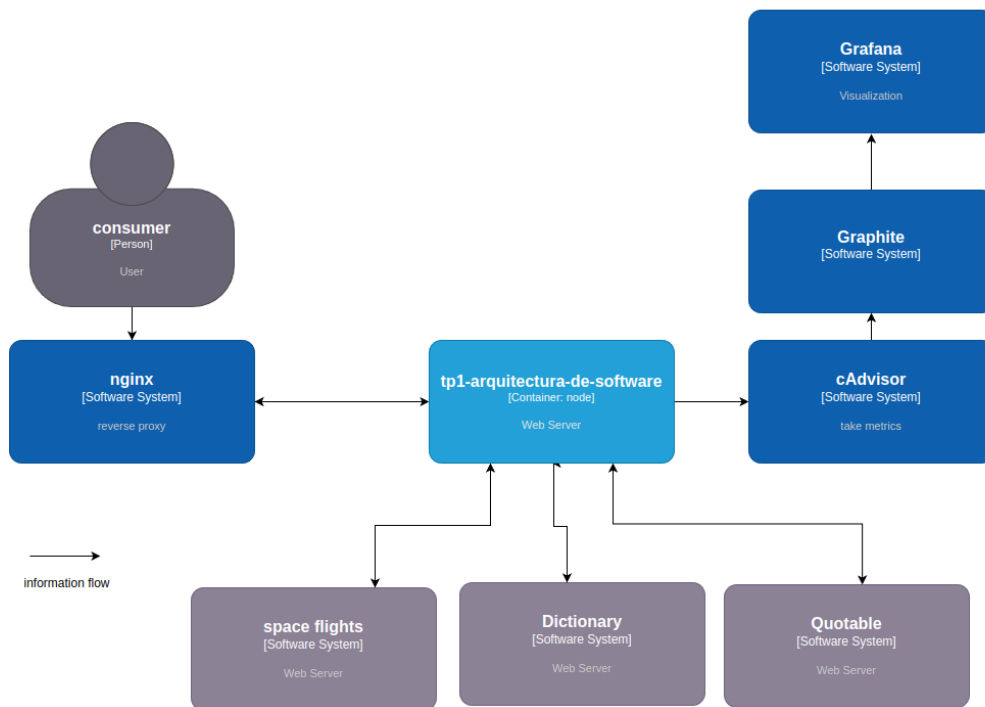 Grafana
[Software System]
Visualization
consumer
[Person]
User
Graphite
[Software System]
nginx
[Software System]
reverse proxy
tp1-arquitectura-de-software
[Container: node]
Web Server
cAdvisor
[Software System]
take metrics
information flow
space flights
[Software System]
Web Server
Dictionary
[Software System]
Web Server
Quotable
[Software System]
Web Server